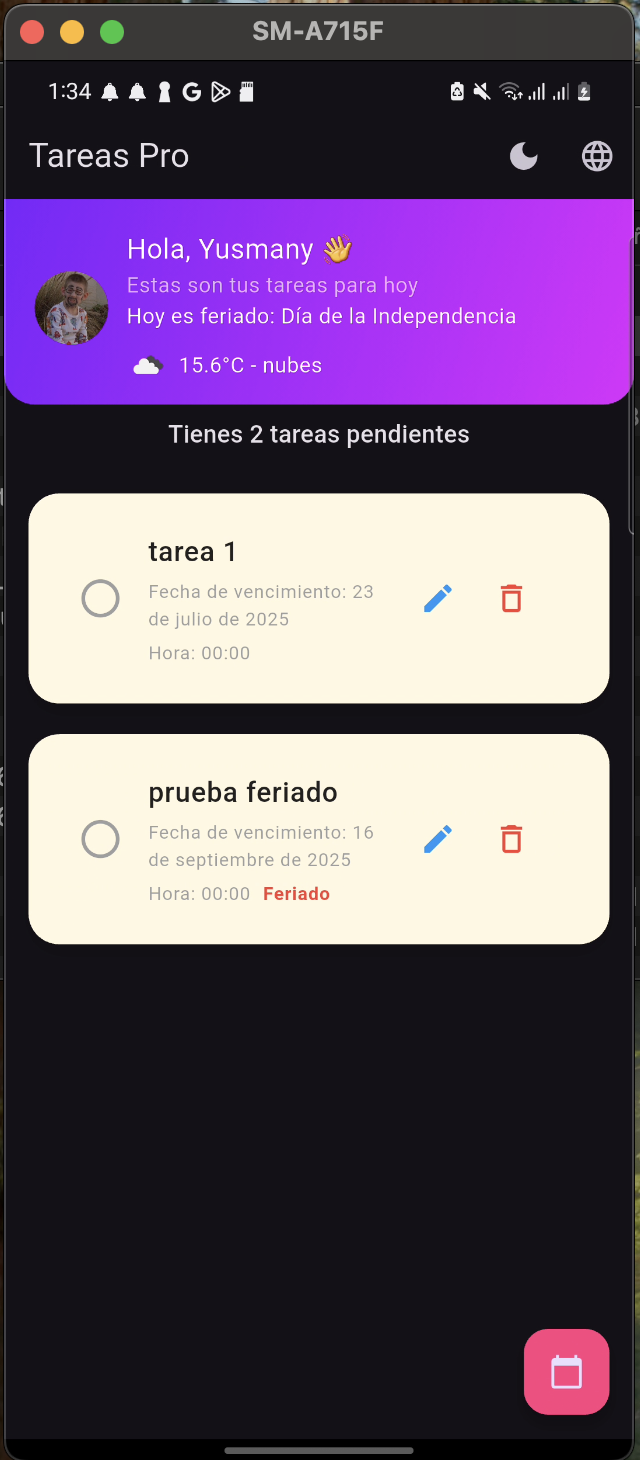 SM-A715F
1:34
Tareas Pro
Hola, Yusmany 👋
Estas son tus tareas para hoy
Hoy es feriado: Día de la Independencia
15.6°C - nubes
Tienes 2 tareas pendientes
tarea 1
Fecha de vencimiento: 23
de julio de 2025
Hora: 00:00
prueba feriado
Fecha de vencimiento: 16
de septiembre de 2025
Hora: 00:00 Feriado